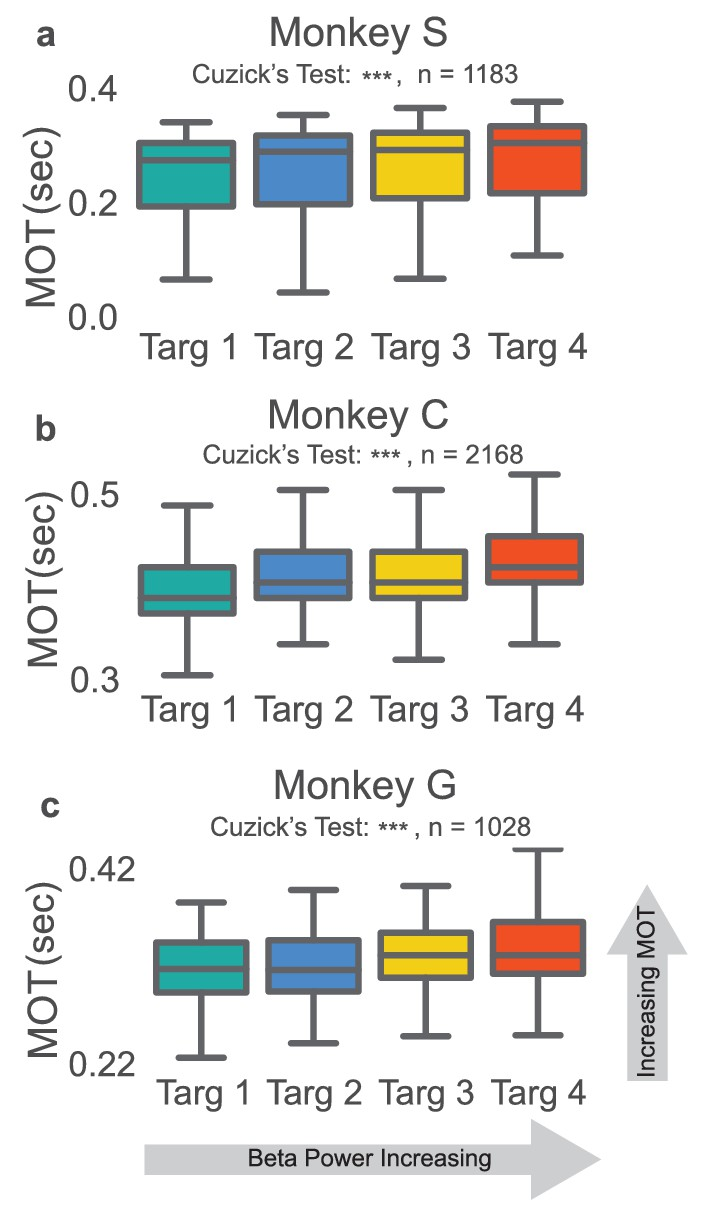 a
Monkey S
Cuzick's Test: ***, n = 1183
0.4
0.2
0.0
MOT (sec)
Targ 1 Targ 2 Targ 3 Targ 4
b
Monkey C
Cuzick's Test: *** , n = 2168
0.5
0.3
MOT(sec)
Targ 1 Targ 2 Targ 3 Targ 4
c
Monkey G
Cuzick's Test: *** , n = 1028
0.42
0.22
MOT (sec)
Targ 1 Targ 2 Targ 3 Targ 4
Increasing MOT
Beta Power Increasing